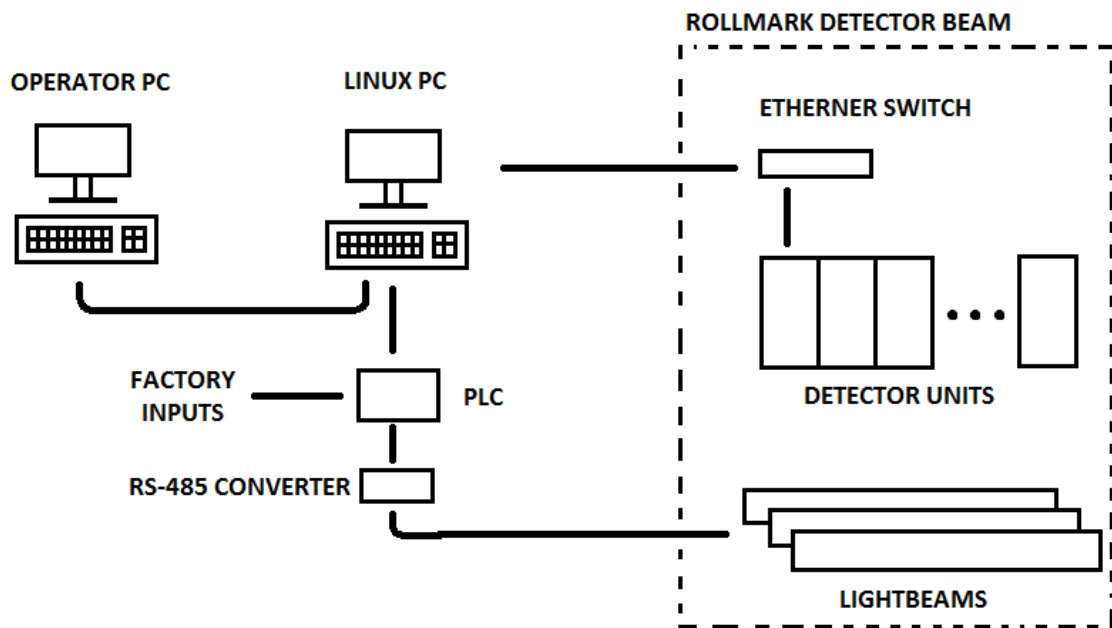 ROLLMARK DETECTOR BEAM
OPERATOR PC
LINUX PC
ETHERNER SWITCH
FACTORY
INPUTS
PLC
DETECTOR UNITS
RS-485 CONVERTER
LIGHTBEAMS